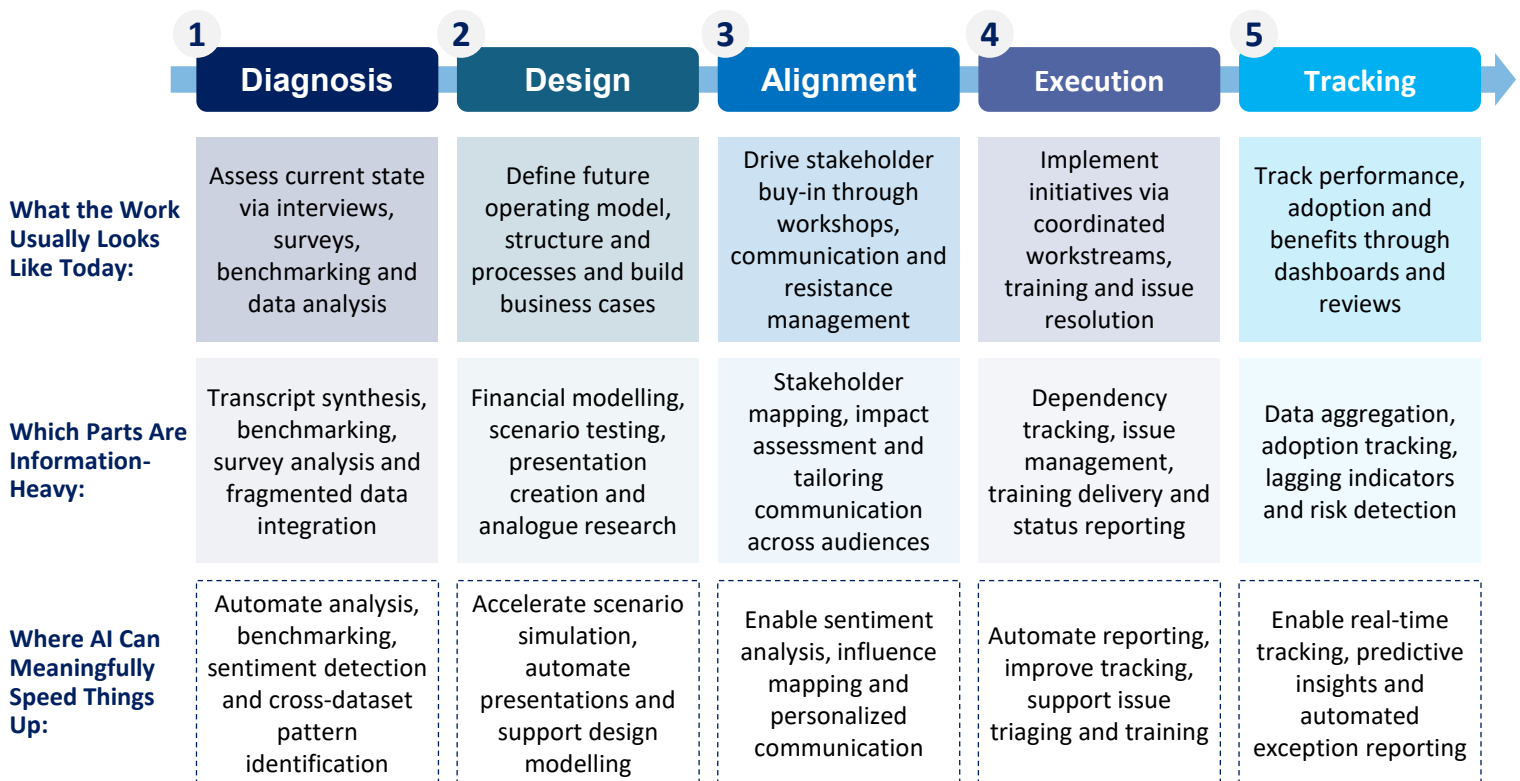 1
2
3
4
5
Diagnosis
Design
Alignment
Execution
Tracking
What the Work
Usually Looks
Like Today:
Assess current state
via interviews,
surveys,
benchmarking and
data analysis
Define future
operating model,
structure and
processes and build
business cases
Drive stakeholder
buy-in through
workshops,
communication and
resistance
management
Implement
initiatives via
coordinated
workstreams,
training and issue
resolution
Track performance,
adoption and
benefits through
dashboards and
reviews
Which Parts Are
Information-
Heavy:
Transcript synthesis,
benchmarking,
survey analysis and
fragmented data
integration
Financial modelling,
scenario testing,
presentation
creation and
analogue research
Stakeholder
mapping, impact
assessment and
tailoring
communication
across audiences
Dependency
tracking, issue
management,
training delivery and
status reporting
Data aggregation,
adoption tracking,
lagging indicators
and risk detection
Where AI Can
Meaningfully
Speed Things
Up:
Automate analysis,
benchmarking,
sentiment detection
and cross-dataset
pattern
identification
Accelerate scenario
simulation,
automate
presentations and
support design
modelling
Enable sentiment
analysis, influence
mapping and
personalized
communication
Automate reporting,
improve tracking,
support issue
triaging and training
Enable real-time
tracking, predictive
insights and
automated
exception reporting